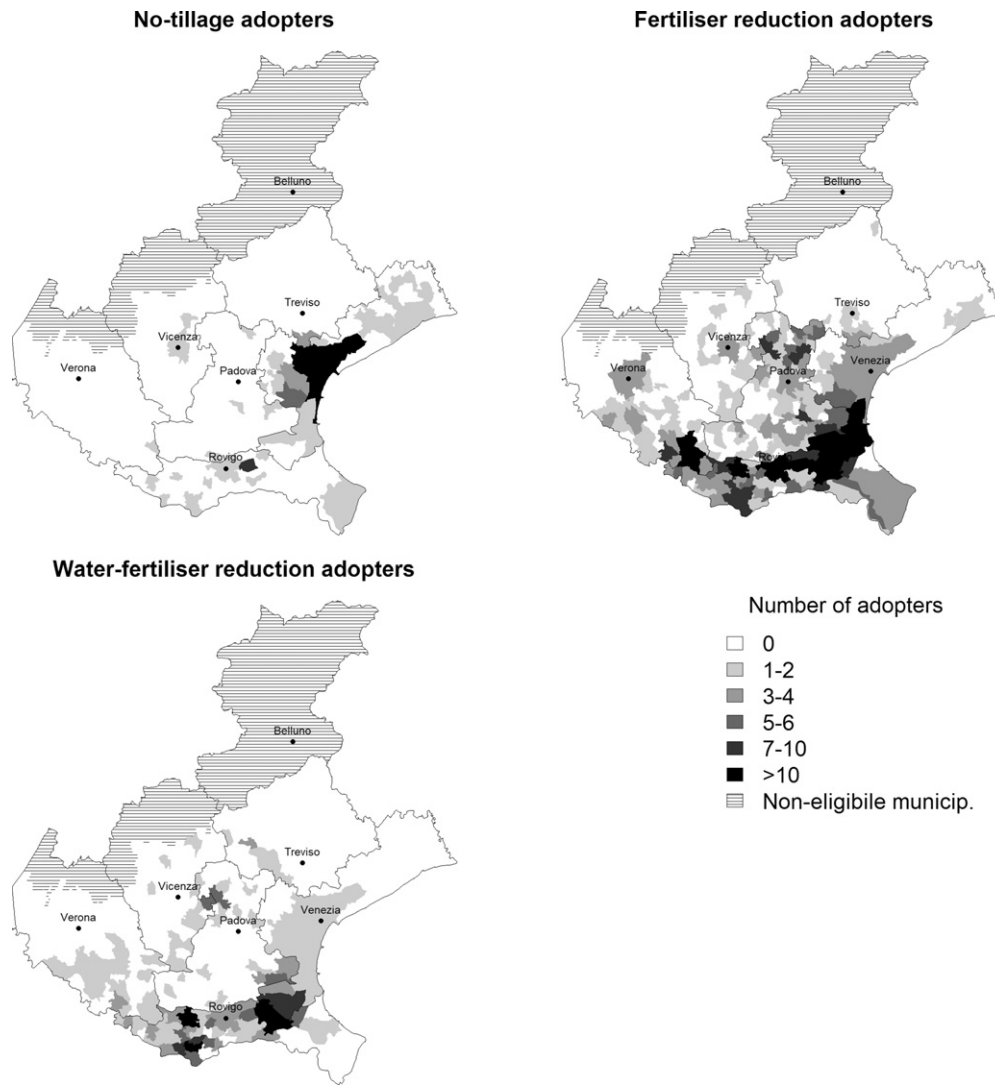 No-tillage adopters
Fertiliser reduction adopters
Belluno
Treviso
Vicenza
Verona
Padova
Rovigo
Belluno
Treviso
Vicenza
Venezia
Verona
Padova
Water-fertiliser reduction adopters
Belluno
Treviso
Vicenza
Venezia
Verona
Padova
Rovigo
Number of adopters
0
1-2
3-4
5-6
7-10
>10
Non-eligibile municip.